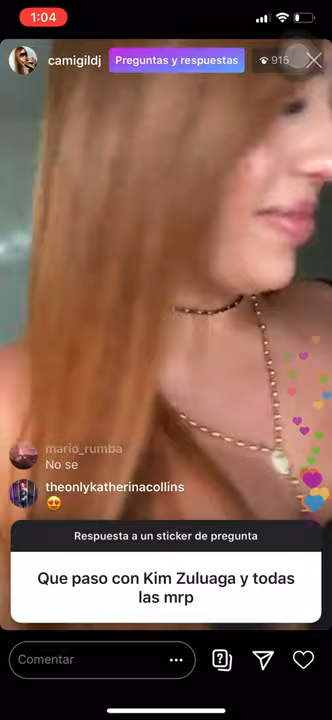 1:04
camigildj
Preguntas y respuestas
915
mario_rumba
No se
theonlykatherinacollins
😍
Respuesta a un sticker de pregunta
Que paso con Kim Zuluaga y todas
las mrp
Comentar